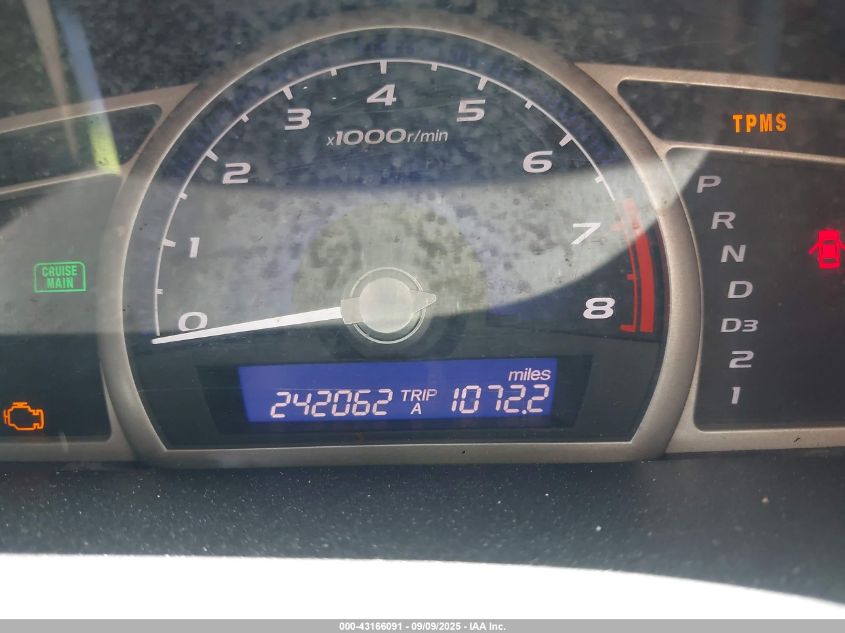 4
3
5
x1000r/min
2
6
1
7
0
8
TPMS
P
R
N
D
D3
2
1
CRUISE
MAIN
miles
242062 TRIP A 1072.2
000-43166091 - 09/09/2025 - IAA Inc.